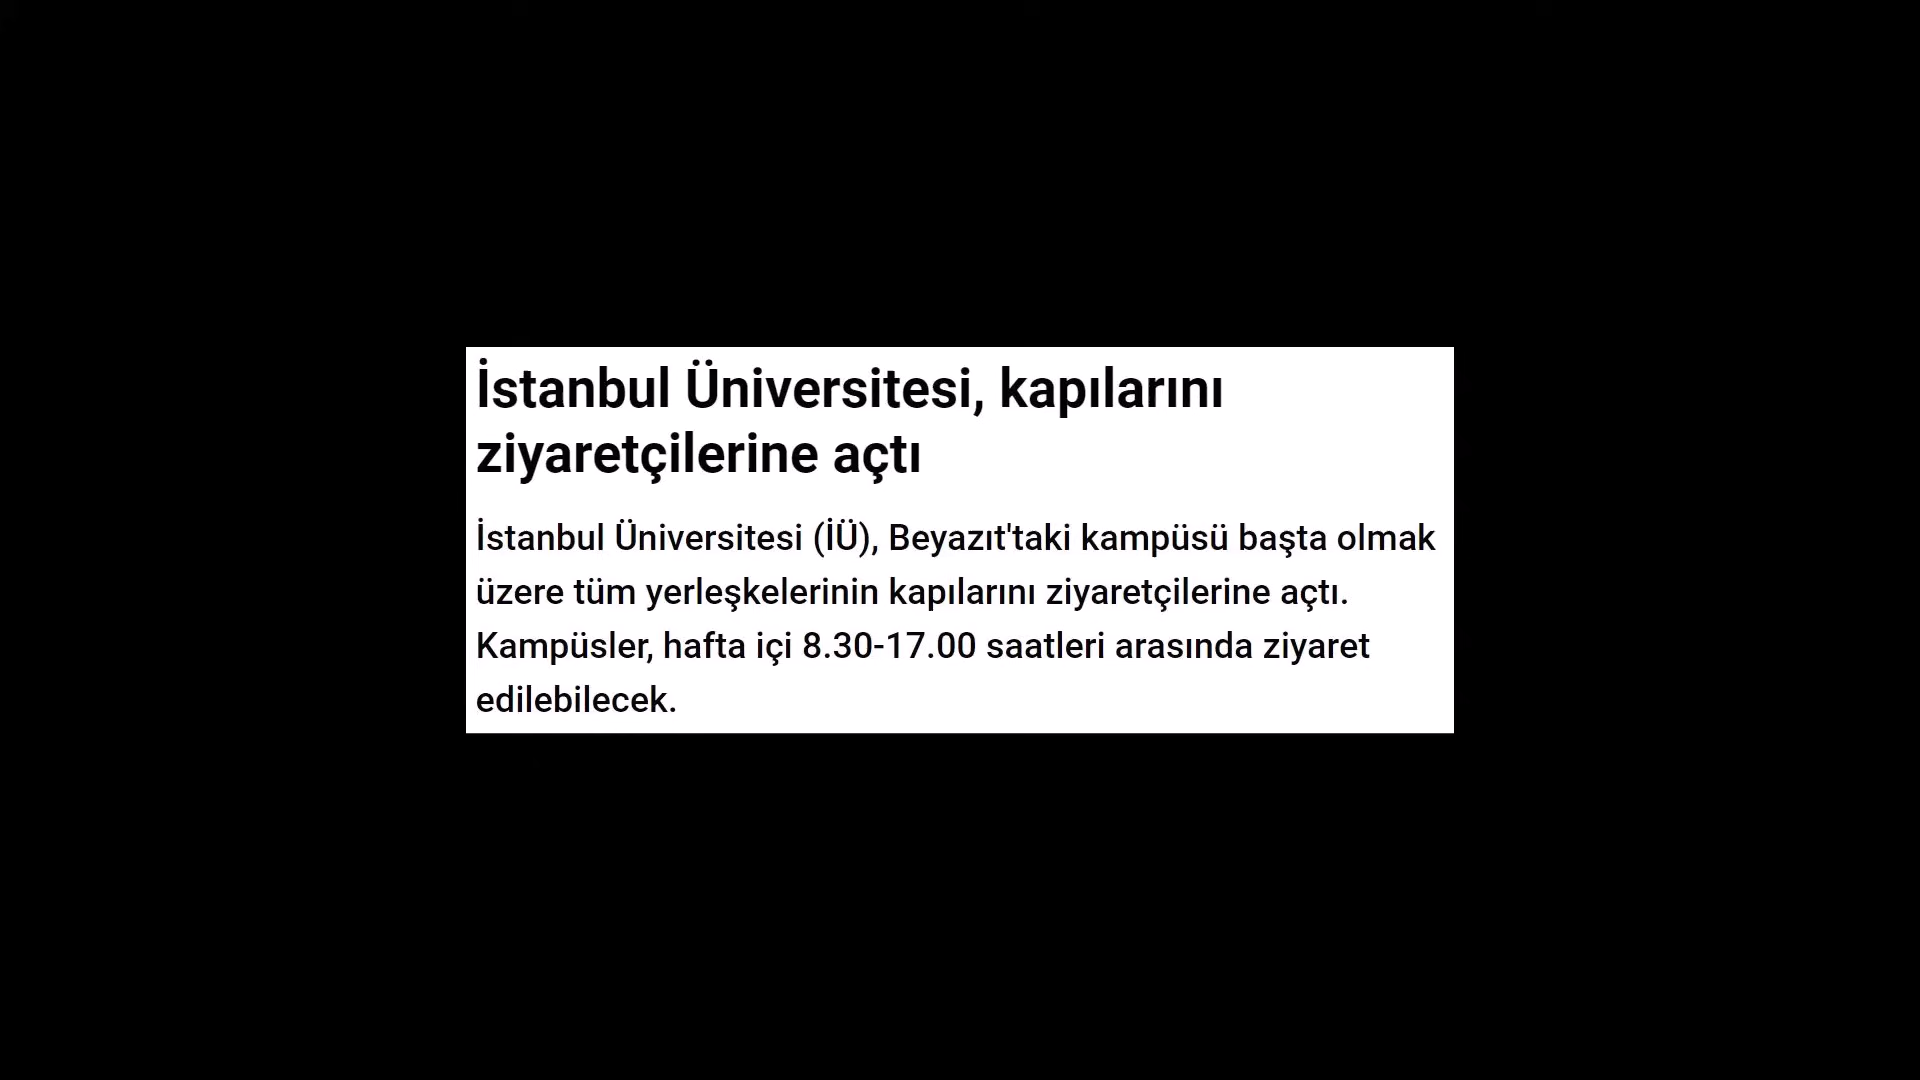 İstanbul Üniversitesi, kapılarını
ziyaretçilerine açtı
İstanbul Üniversitesi (İÜ), Beyazıt'taki kampüsü başta olmak
üzere tüm yerleşkelerinin kapılarını ziyaretçilerine açtı.
Kampüsler, hafta içi 8.30-17.00 saatleri arasında ziyaret
edilebilecek.